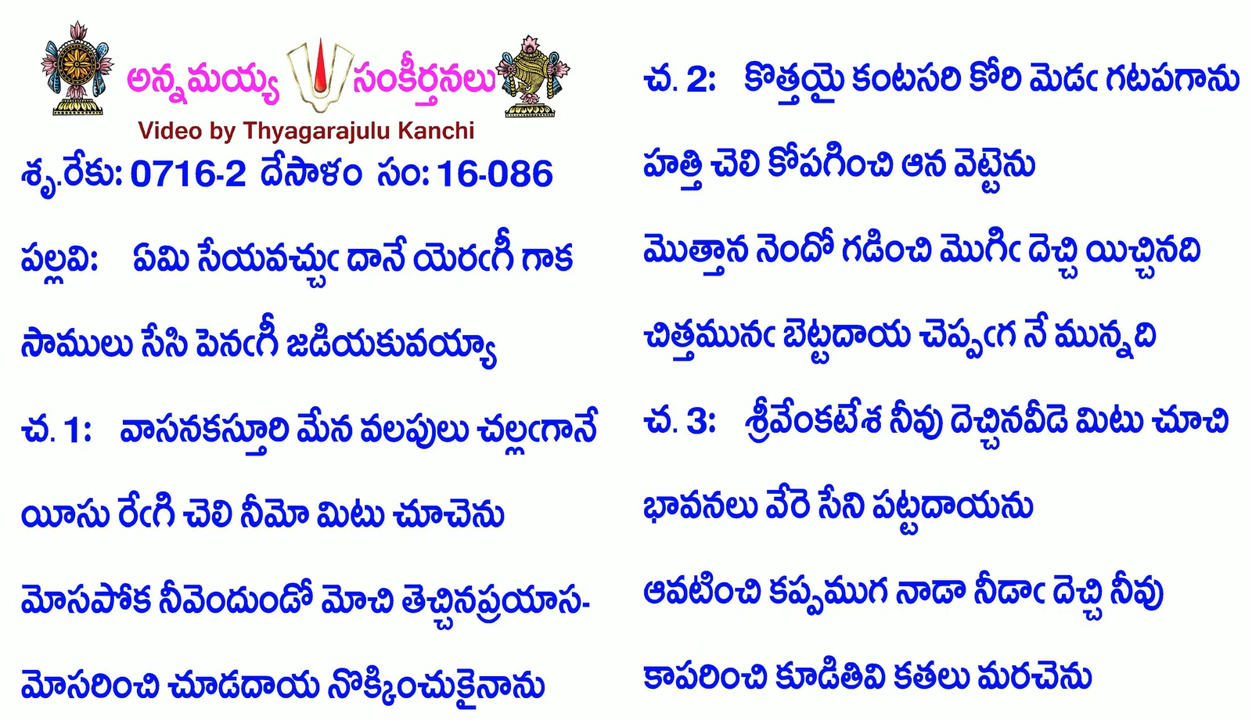 అన్నమయ్య సంకీర్తనలు
Video by Thyagarajulu Kanchi
శృ.రేకు: 0716-2 దేసాళం సం: 16-086
పల్లవి: ఏమి సేయవచ్చుఁ దానే యెరఁగీ గాక
సాములు సేసి పెనఁగీ జడియకువయ్యా
చ. 1: వాసనకస్తూరి మేన వలపులు చల్లఁగానే
యీసు రేఁగి చెలి నీమో మిటు చూచెను
మోసపోక నీవెందుండో మోచి తెచ్చినప్రయాస-
మోసరించి చూడదాయ నొక్కించుకైనాను
చ. 2: కొత్తయై కంటసరి కోరి మెడఁ గటపగాను
హత్తి చెలి కోపగించి ఆన వెట్టెను
మొత్తాన నెందో గడించి మొగిఁ దెచ్చి యిచ్చినది
చిత్తమునఁ బెట్టదాయ చెప్పఁగ నే మున్నది
చ. 3: శ్రీవేంకటేశ నీవు దెచ్చినవీడె మిటు చూచి
భావనలు వేరె సేని పట్టదాయను
ఆవటించి కప్పముగ నాడా నీడాఁ దెచ్చి నీవు
కాపరించి కూడితివి కతలు మరచెను